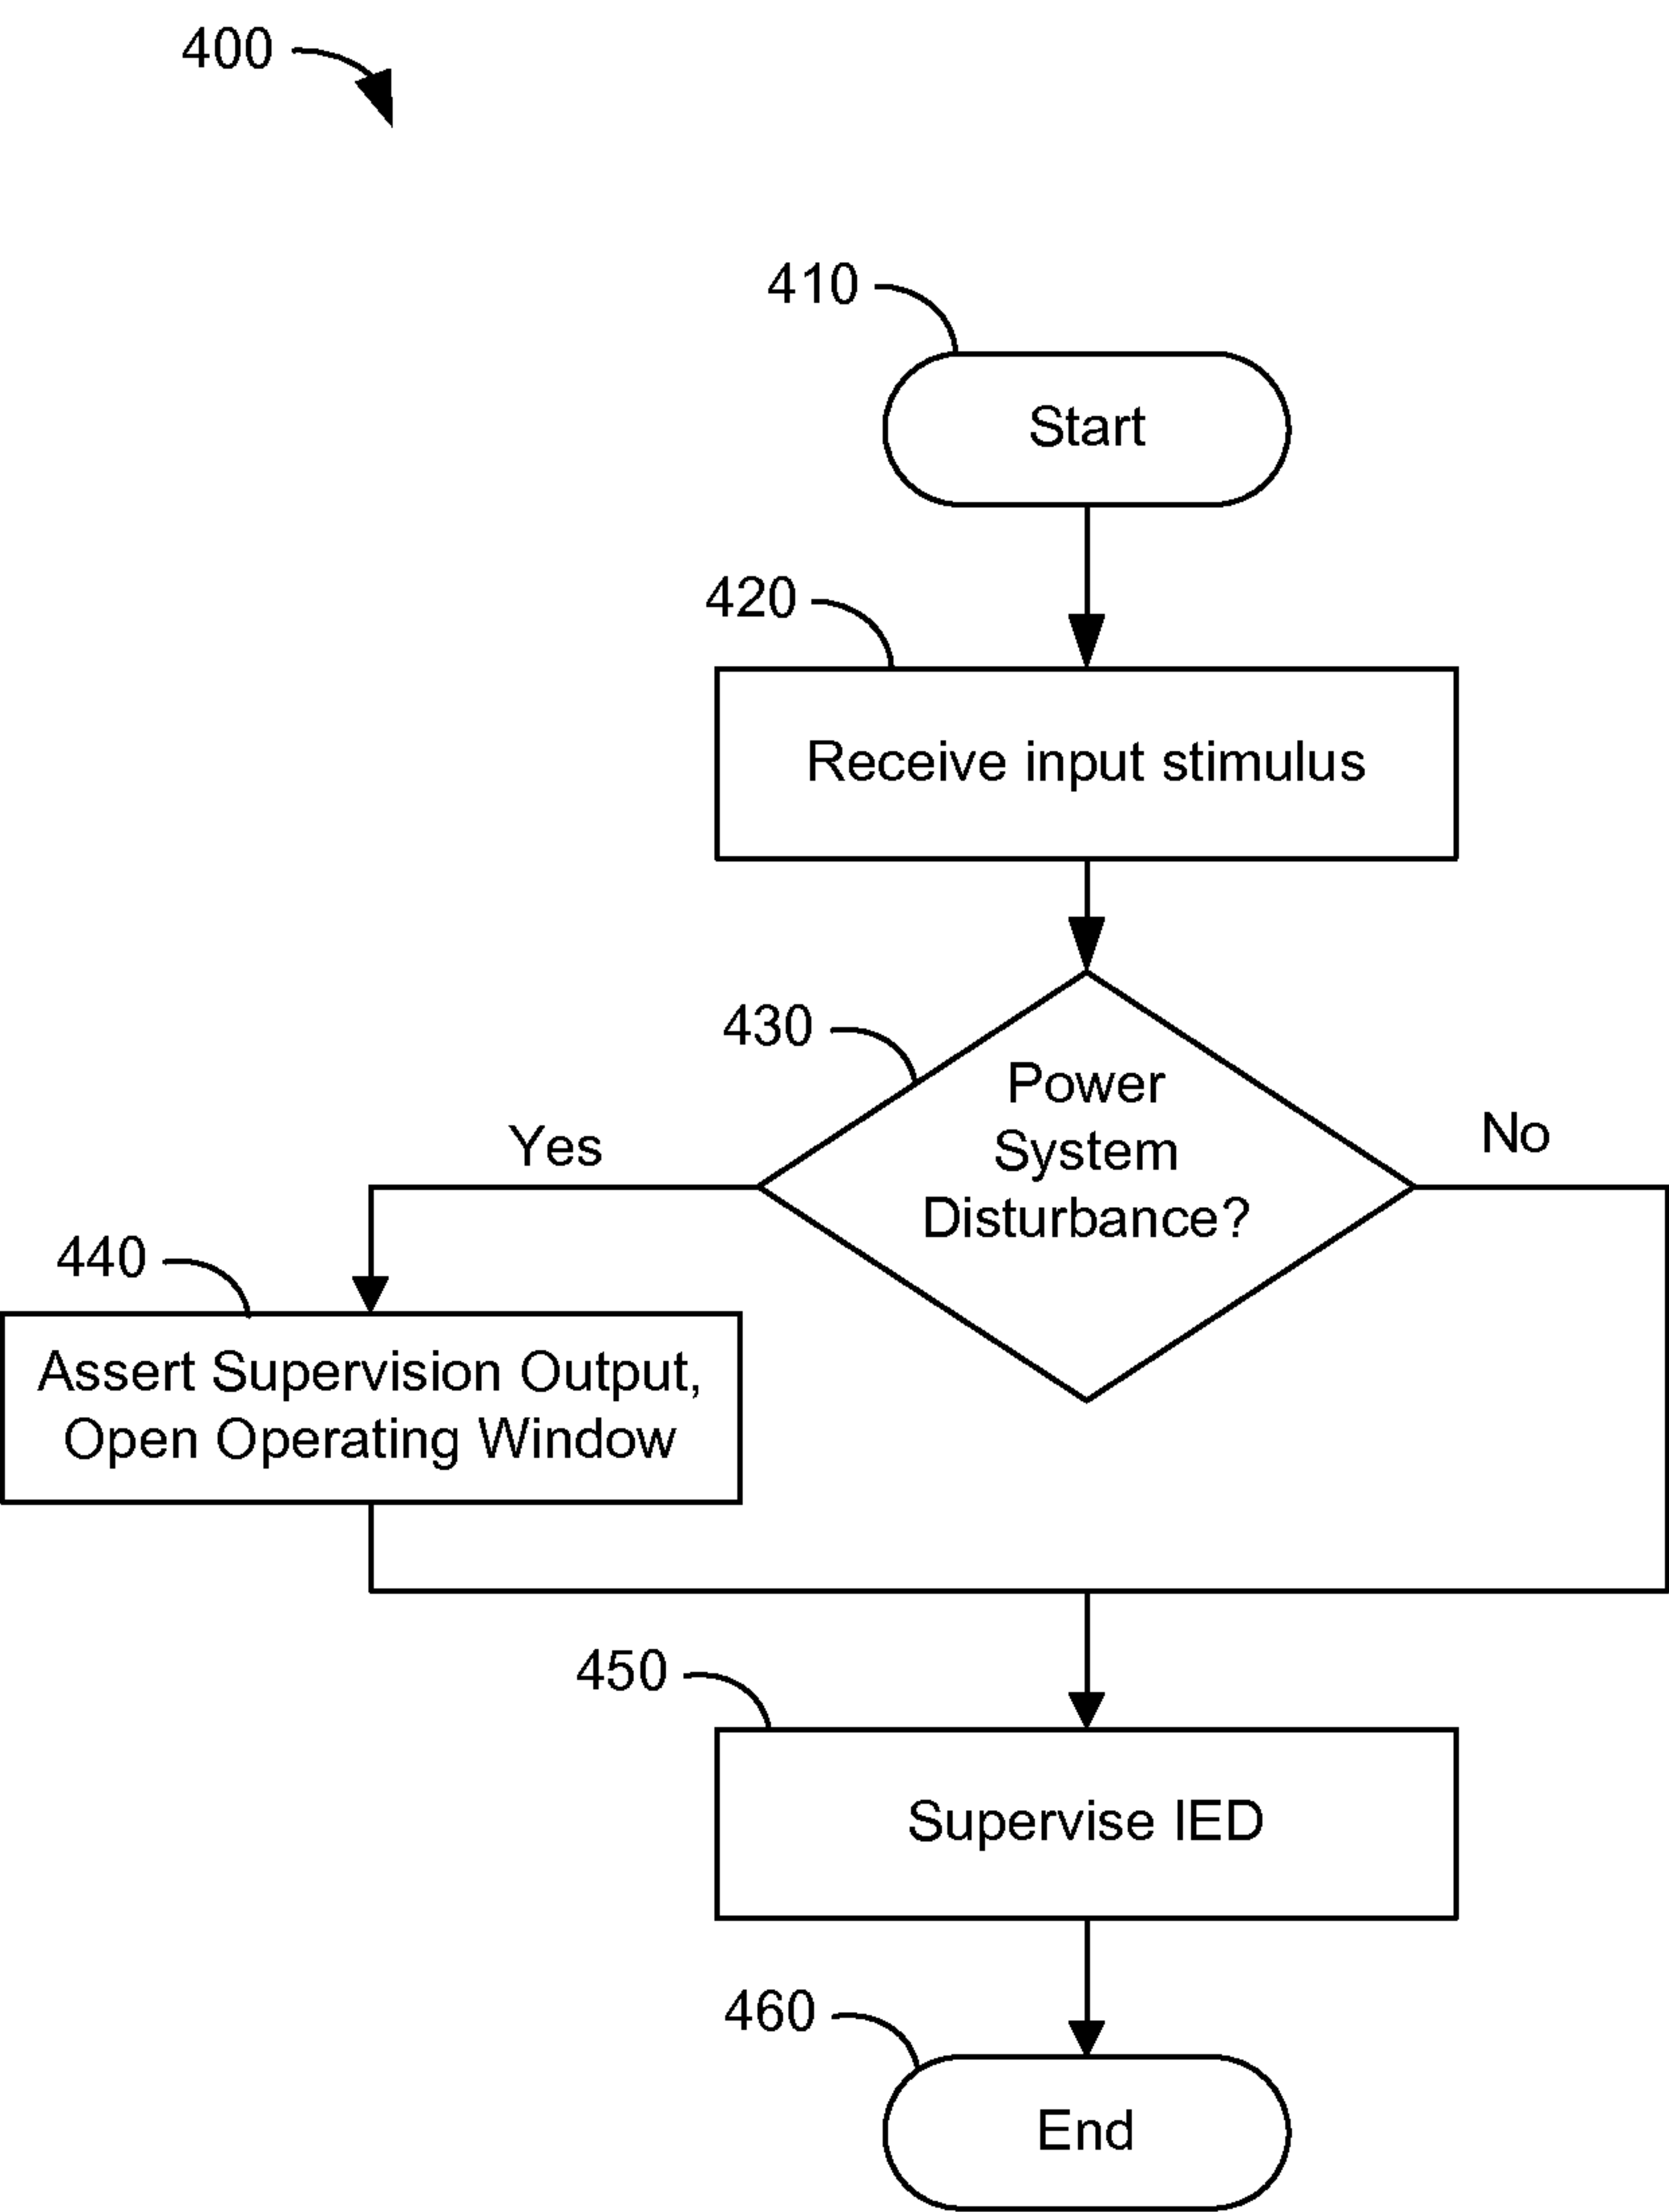 400
410
Start
420
Receive input stimulus
430
Power
System
Disturbance?
Yes
No
440
Assert Supervision Output,
Open Operating Window
450
Supervise IED
460
End